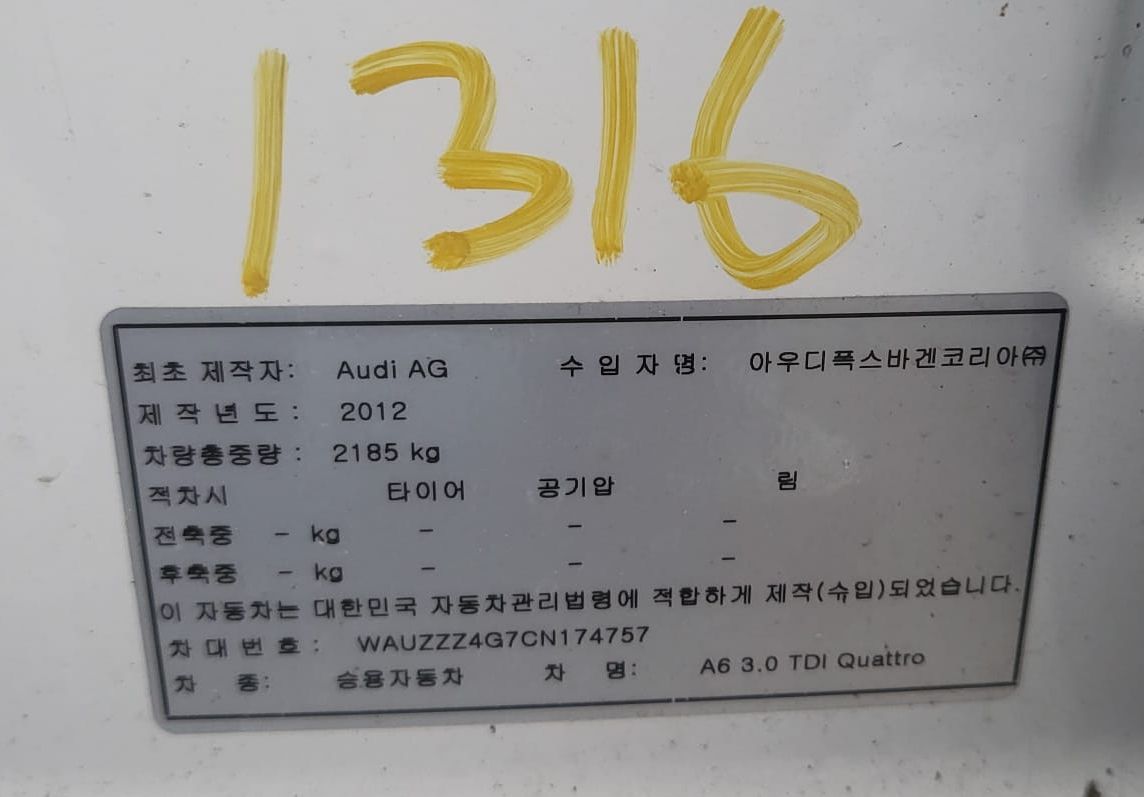 1316
최초 제작자: Audi AG 수 입 자 명: 아우디폭스바겐코리아㈜
제 작 년 도 : 2012
차량총중량 : 2185 kg
적차시 타이어 공기압 림
전축중 - kg - - -
후축중 - kg - - -
이 자동차는 대한민국 자동차관리법령에 적합하게 제작(수입)되었습니다.
차 대 번 호 : WAUZZZ4G7CN174757
차 종: 승용자동차 차 명: A6 3.0 TDI Quattro